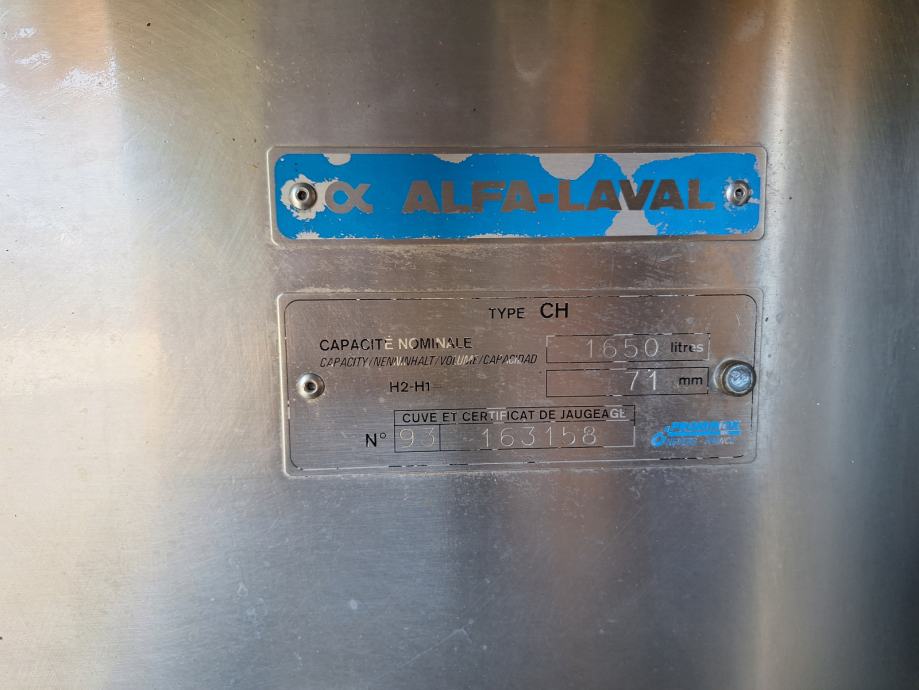 α ALFA-LAVAL
TYPE CH
CAPACITÉ NOMINALE 1650 litres
CAPACITY/NENNINHALT/VOLUME/CAPACIDAD
H2-H1 71 mm
CUVE ET CERTIFICAT DE JAUGEAGE
N° 93 163158